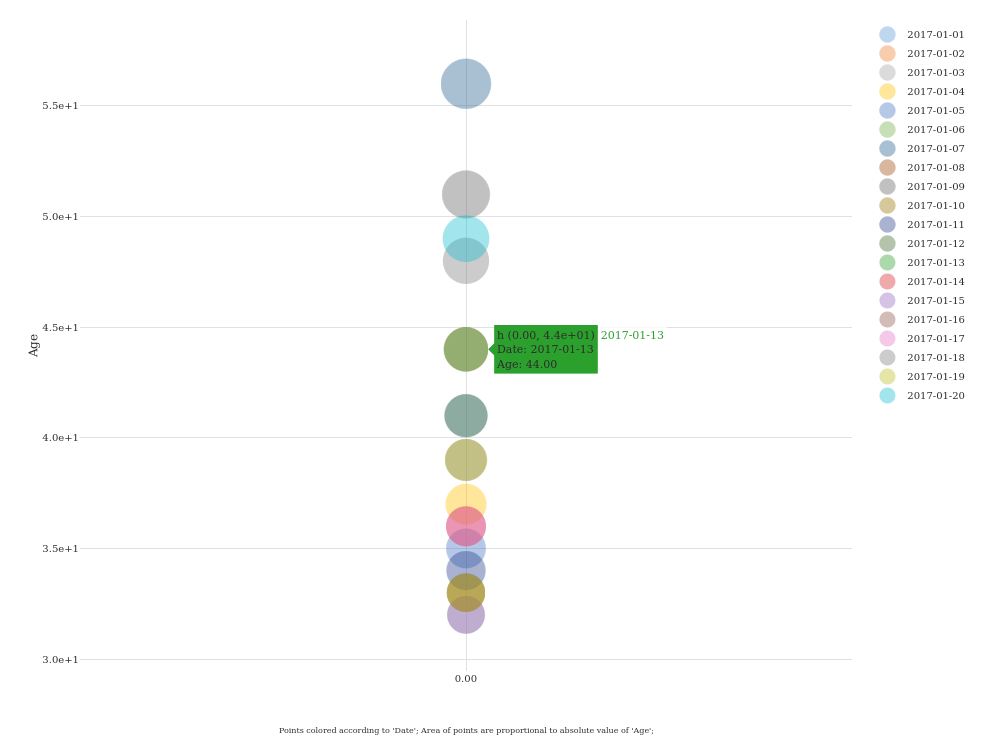 2017-01-01
2017-01-02
2017-01-03
2017-01-04
2017-01-05
2017-01-06
2017-01-07
2017-01-08
2017-01-09
2017-01-10
2017-01-11
2017-01-12
2017-01-13
2017-01-14
2017-01-15
2017-01-16
2017-01-17
2017-01-18
2017-01-19
2017-01-20
Age
5.5e+1
5.0e+1
4.5e+1
4.0e+1
3.5e+1
3.0e+1
h (0.00, 4.4e+01) 2017-01-13
Date: 2017-01-13
Age: 44.00
0.00
Points colored according to 'Date'; Area of points are proportional to absolute value of 'Age';